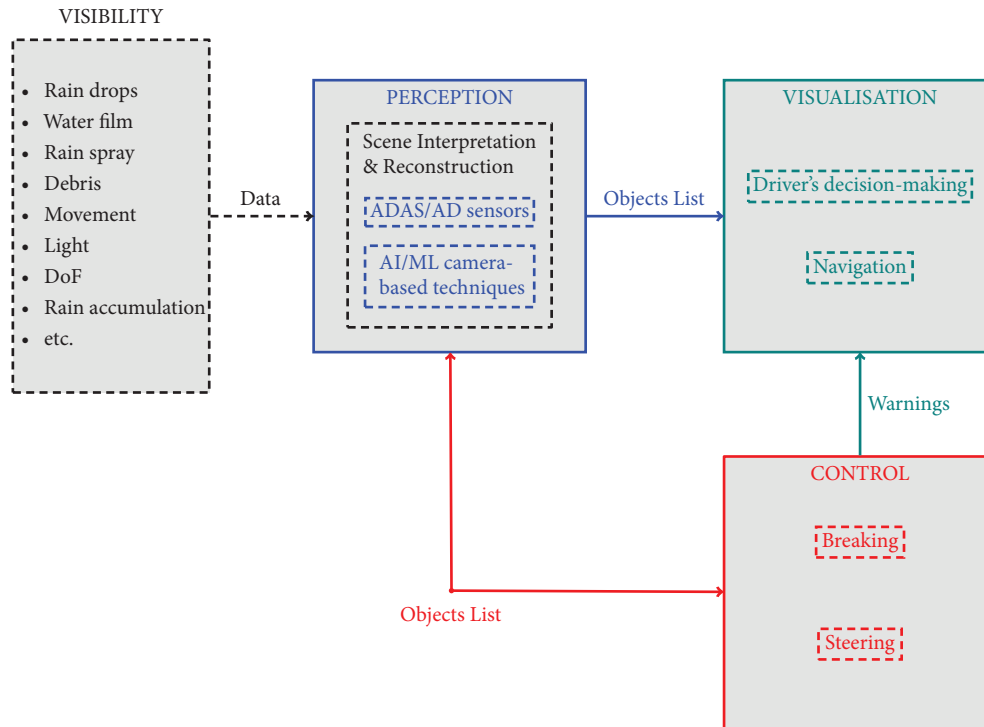 VISIBILITY
• Rain drops
• Water film
• Rain spray
• Debris
• Movement
• Light
• DoF
• Rain accumulation
• etc.
Data
PERCEPTION
Scene Interpretation
& Reconstruction
ADAS/AD sensors
AI/ML camera-
based techniques
Objects List
VISUALISATION
Driver's decision-making
Navigation
Warnings
CONTROL
Breaking
Steering
Objects List